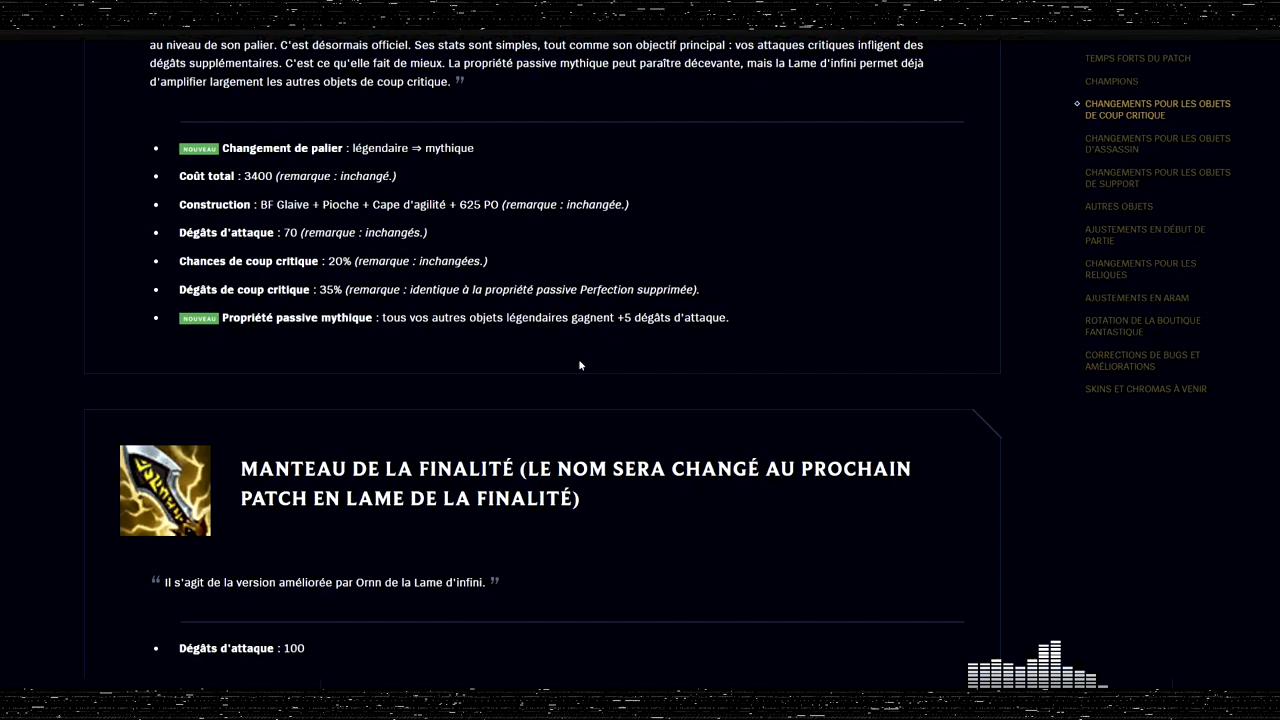 au niveau de son palier. C'est désormais officiel. Ses stats sont simples, tout comme son objectif principal : vos attaques critiques infligent des
dégâts supplémentaires. C'est ce qu'elle fait de mieux. La propriété passive mythique peut paraître décevante, mais la Lame d'infini permet déjà
d'amplifier largement les autres objets de coup critique. ”
• NOUVEAU Changement de palier : légendaire ⇒ mythique
• Coût total : 3400 (remarque : inchangé.)
• Construction : BF Glaive + Pioche + Cape d'agilité + 625 PO (remarque : inchangée.)
• Dégâts d'attaque : 70 (remarque : inchangés.)
• Chances de coup critique : 20% (remarque : inchangées.)
• Dégâts de coup critique : 35% (remarque : identique à la propriété passive Perfection supprimée).
• NOUVEAU Propriété passive mythique : tous vos autres objets légendaires gagnent +5 dégâts d'attaque.
MANTEAU DE LA FINALITÉ (LE NOM SERA CHANGÉ AU PROCHAIN
PATCH EN LAME DE LA FINALITÉ)
“ Il s'agit de la version améliorée par Ornn de la Lame d'infini. ”
• Dégâts d'attaque : 100
TEMPS FORTS DU PATCH
CHAMPIONS
CHANGEMENTS POUR LES OBJETS
DE COUP CRITIQUE
CHANGEMENTS POUR LES OBJETS
D'ASSASSIN
CHANGEMENTS POUR LES OBJETS
DE SUPPORT
AUTRES OBJETS
AJUSTEMENTS EN DÉBUT DE
PARTIE
CHANGEMENTS POUR LES
RELIQUES
AJUSTEMENTS EN ARAM
ROTATION DE LA BOUTIQUE
FANTASTIQUE
CORRECTIONS DE BUGS ET
AMÉLIORATIONS
SKINS ET CHROMAS À VENIR